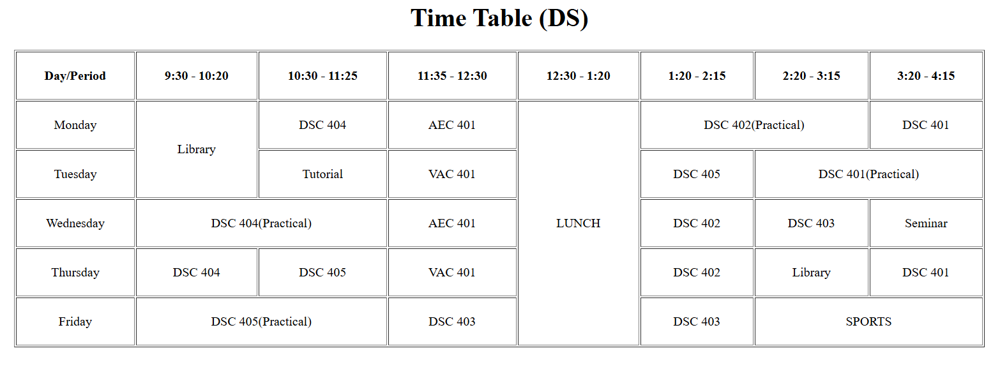 Time Table (DS)
Day/Period 9:30 - 10:20 10:30 - 11:25 11:35 - 12:30 12:30 - 1:20 1:20 - 2:15 2:20 - 3:15 3:20 - 4:15
Monday Library DSC 404 AEC 401 LUNCH DSC 402(Practical) DSC 401
Tuesday Tutorial VAC 401 DSC 405 DSC 401(Practical)
Wednesday DSC 404(Practical) AEC 401 DSC 402 DSC 403 Seminar
Thursday DSC 404 DSC 405 VAC 401 DSC 402 Library DSC 401
Friday DSC 405(Practical) DSC 403 DSC 403 SPORTS